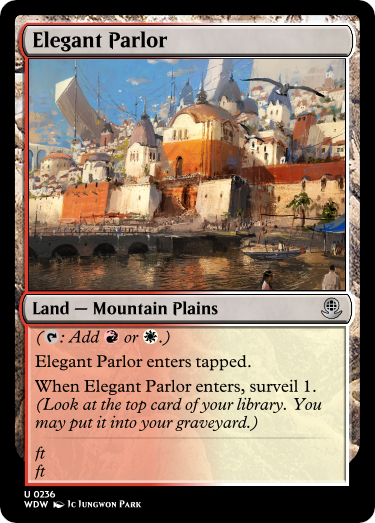 Elegant Parlor
Land — Mountain Plains
(: Add or .)
Elegant Parlor enters tapped.
When Elegant Parlor enters, surveil 1.
(Look at the top card of your library. You
may put it into your graveyard.)
ft
ft
U 0236
WDW Jc Jungwon Park